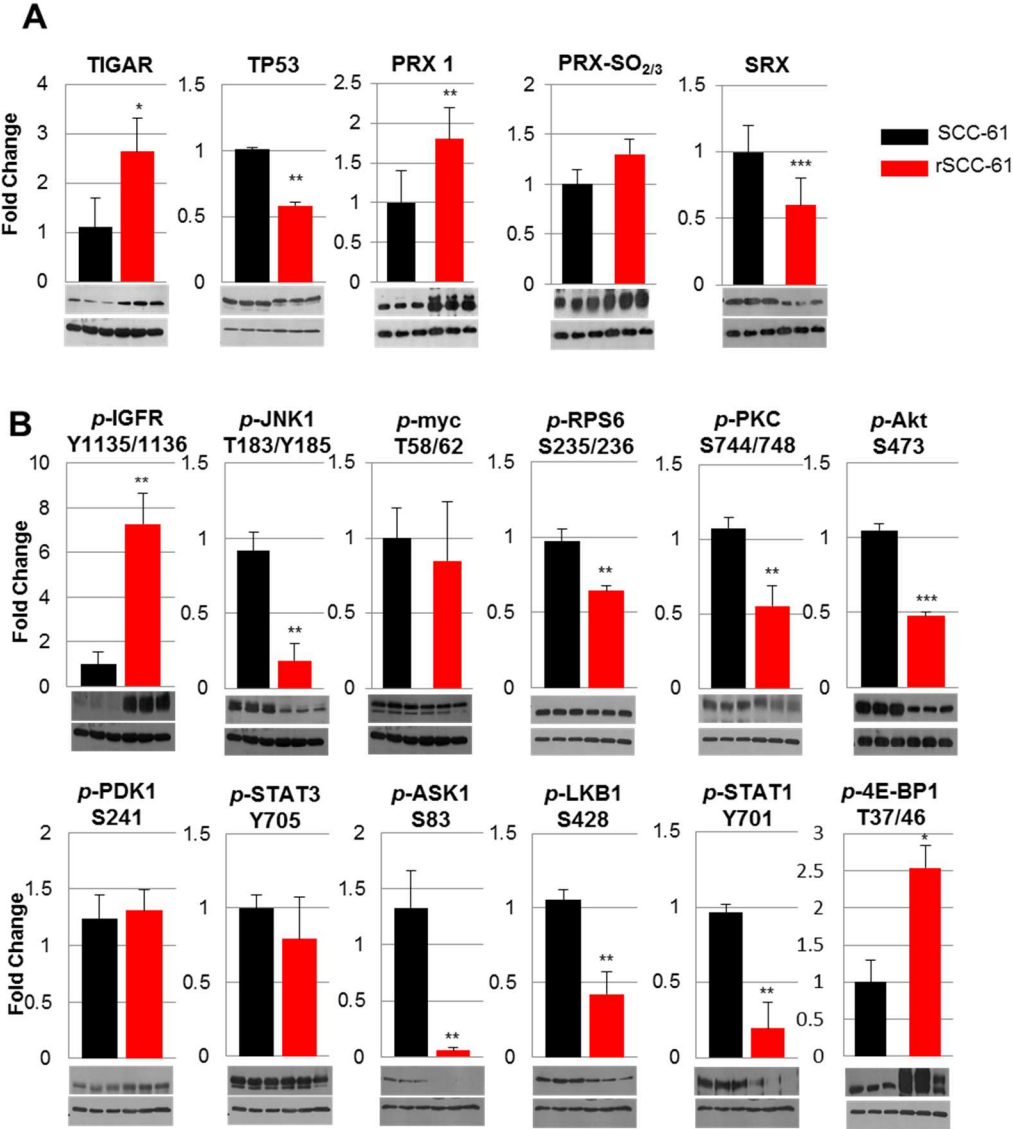 A
TIGAR TP53 PRX 1 PRX-SO2/3 SRX
Fold Change
4 3 2 1 0
1.5 1 0.5 0
2.5 2 1.5 1 0.5 0
2 1.5 1 0.5 0
1.5 1 0.5 0
* ** ** ***
SCC-61
rSCC-61
B
p-IGFR p-JNK1 p-myc p-RPS6 p-PKC p-Akt
Y1135/1136 T183/Y185 T58/62 S235/236 S744/748 S473
Fold Change
10 8 6 4 2 0
1.5 1 0.5 0
1.5 1 0.5 0
1.5 1 0.5 0
1.5 1 0.5 0
1.5 1 0.5 0
** ** ** ** ***
p-PDK1 p-STAT3 p-ASK1 p-LKB1 p-STAT1 p-4E-BP1
S241 Y705 S83 S428 Y701 T37/46
Fold Change
2 1.5 1 0.5 0
1.5 1 0.5 0
2 1.5 1 0.5 0
1.5 1 0.5 0
1.5 1 0.5 0
3 2.5 2 1.5 1 0.5 0
** ** ** *